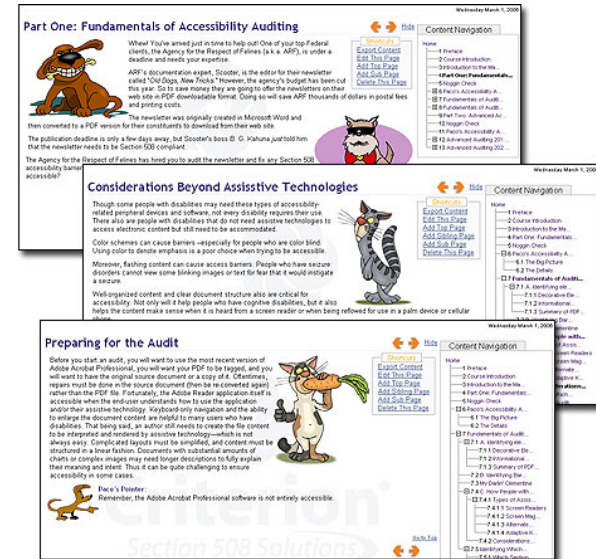 Wednesday March 1, 2006
Part One: Fundamentals of Accessibility Auditing
Hide
Content Navigation
Shortcuts
Export Content
Edit This Page
Add Top Page
Add Sub Page
Delete This Page
Whew! You've arrived just in time to help out! One of your top Federal
clients, the Agency for the Respect of Felines (a.k.a. ARF), is under a
deadline and needs your expertise.
ARF's documentation expert, Scooter, is the editor for their newsletter
called "Old Dogs, New Tricks." However, the agency's budget has been cut
this year. So to save money they are going to offer the newsletters on their
web site in PDF downloadable format. Doing so will save ARF thousands of dollars in postal fees
and printing costs.
The newsletter was originally created in Microsoft Word and
then converted to a PDF version for their constituents to download from their web site.
The publication deadline is only a few days away, but Scooter's boss B. G. Kahuna just told him
that the newsletter needs to be Section 508 compliant.
The Agency for the Respect of Felines has hired you to audit the newsletter and fix any Section 508
accessibility barrier
accessible?
Home
1 Preface
2 Course Introduction
3 Introduction to the Me...
4 Part One: Fundamentals...
5 Noggin Check
6 Paco's Accessibility A...
7 Fundamentals of Audit...
8 Fundamentals of Audit...
9 Part Two: Advanced Ac...
10 Noggin Check
11 Paco's Accessibility A...
12 Advanced Auditing 201 ...
13 Advanced Auditing 202 ...
Wednesday March 1, 200
Considerations Beyond Assisstive Technologies
Hide
Content Navigation
Shortcuts
Export Content
Edit This Page
Add Top Page
Add Sibling Page
Add Sub Page
Delete This Page
Though some people with disabilities may need these types of accessibility-
related peripheral devices and software, not every disability requires their use.
There also are people with disabilities that do not need assistive technologies to
access electronic content but still need to be accommodated.
Color schemes can cause barriers –especially for people who are color blind.
Using color to denote emphasis is a poor choice when trying to be accessible.
Moreover, flashing content can cause access barriers. People who have seizure
disorders cannot view some blinking images or text for fear that it would instigate
a seizure.
Well-organized content and clear document structure also are critical for
accessibility. Not only will it help people who have cognitive disabilities, but it also
helps the content make sense when it is heard from a screen reader or when being reflowed for use in a palm device or cellular
phone.
Home
1 Preface
2 Course Introduction
3 Introduction to the Me...
4 Part One: Fundamentals ...
5 Noggin Check
6 Paco's Accessibility A...
6.1 The Big Picture
6.2 The Details
7 Fundamentals of Auditi...
7.1 A. Identifying ele...
7.1.1 Decorative Ele...
7.1.2 Informational...
7.1.3 Summary of PDF...
Wednesday March 1, 2006
Preparing for the Audit
Hide
Content Navigation
Shortcuts
Export Content
Edit This Page
Add Top Page
Add Sibling Page
Add Sub Page
Delete This Page
Before you start an audit, you will want to use the most recent version of
Adobe Acrobat Professional, you will want your PDF to be tagged, and you
will want to have the original source document or a copy of it. Oftentimes,
repairs must be done in the source document (then be re-converted again)
rather than the PDF file. Fortunately, the Adobe Reader application itself is
accessible when the end-user understands how to use the application
and/or their assistive technology. Keyboard-only navigation and the ability
to enlarge the document content are helpful to many users who have
disabilities. That being said, an author still needs to create the file content
to be interpreted and rendered by assistive technology—which is not
always easy. Complicated layouts must be simplified, and content must be
structured in a linear fashion. Documents with substantial amounts of
charts or complex images may need longer descriptions to fully explain
their meaning and intent. Thus it can be quite challenging to ensure
accessibility in some cases.
Paco's Pointer:
Remember, the Adobe Acrobat Professional software is not entirely accessible.
Home
1 Preface
2 Course Introduction
3 Introduction to the Me...
4 Part One: Fundamentals...
5 Noggin Check
6 Paco's Accessibility A...
6.1 The Big Picture
6.2 The Details
7 Fundamentals of Auditi...
7.1 A. Identifying ele...
7.1.1 Decorative Ele...
7.1.2 Informational...
7.1.3 Summary of PDF...
7.2 B. Identifying Ele...
7.3 My Darlin' Clementine
7.4 C. How People with...
7.4.1 Types of Assis...
7.4.1.1 Screen Readers
7.4.1.2 Screen Mag...
7.4.1.3 Alternate...
7.4.1.4 Adaptive K...
7.4.2 Considerations...
7.5 Identifying Which...
Go to Top
Criterion
Section 508 Solutions